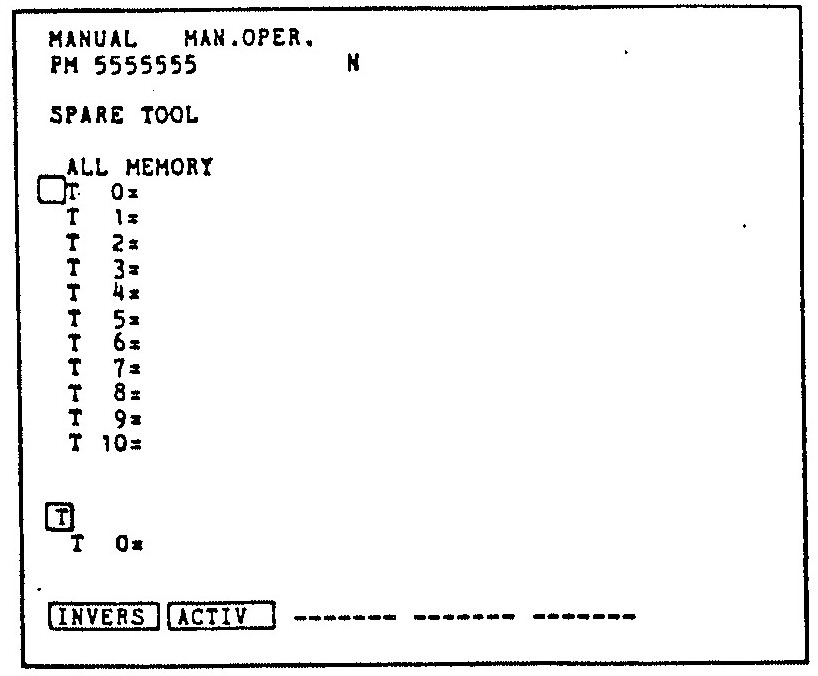 MANUAL MAN.OPER.
PM 5555555 N
SPARE TOOL
ALL MEMORY
T 0=
T 1=
T 2=
T 3=
T 4=
T 5=
T 6=
T 7=
T 8=
T 9=
T 10=
T
T 0=
INVERS ACTIV ------- ------- -------